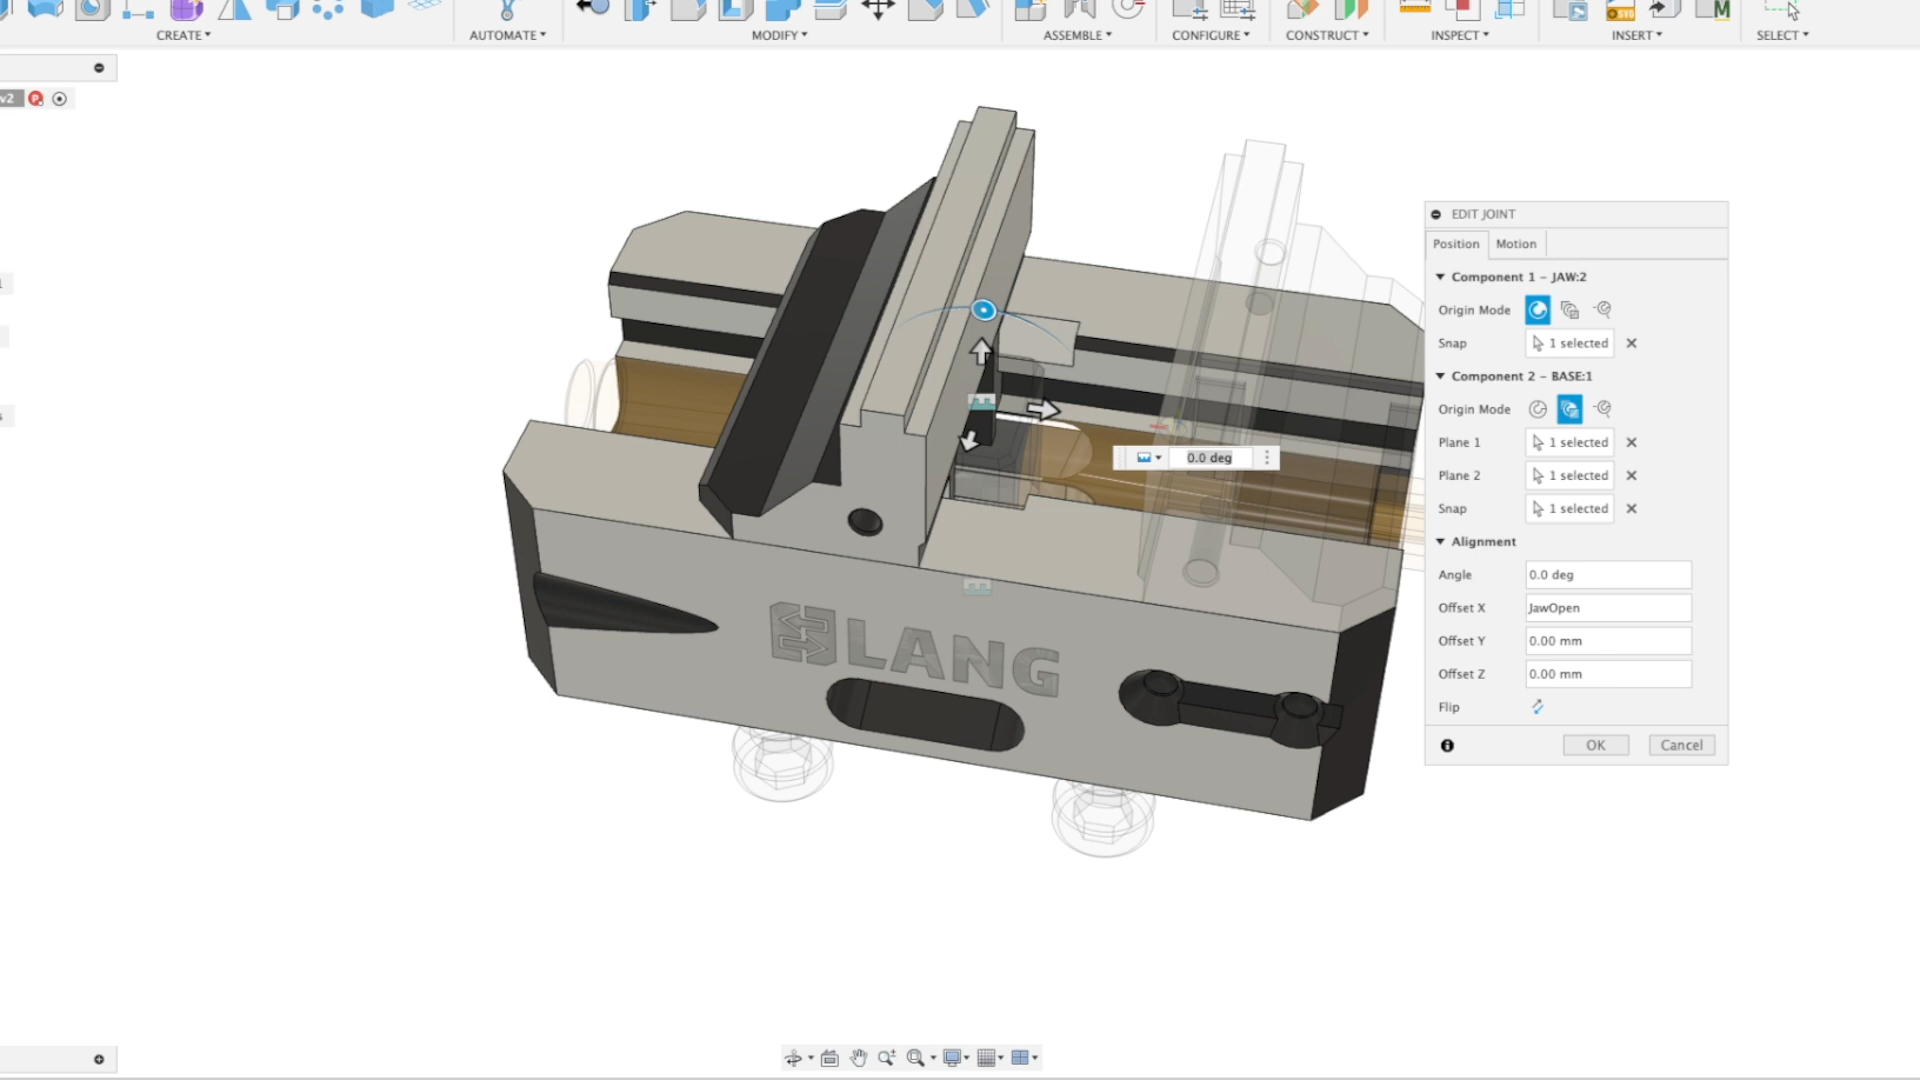 CREATE
AUTOMATE
MODIFY
ASSEMBLE
CONFIGURE
CONSTRUCT
INSPECT
INSERT
SELECT
v2
EDIT JOINT
Position Motion
Component 1 - JAW:2
Origin Mode
Snap 1 selected
Component 2 - BASE:1
Origin Mode
Plane 1 1 selected
Plane 2 1 selected
Snap 1 selected
Alignment
Angle 0.0 deg
Offset X JawOpen
Offset Y 0.00 mm
Offset Z 0.00 mm
Flip
OK Cancel
0.0 deg
LANG